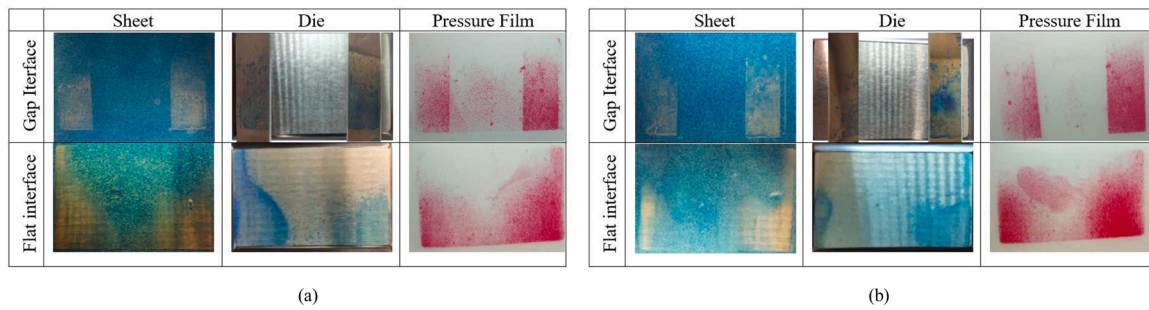 Sheet Die Pressure Film
Gap Iterface
Flat interface
(a)
Sheet Die Pressure Film
Gap Iterface
Flat interface
(b)